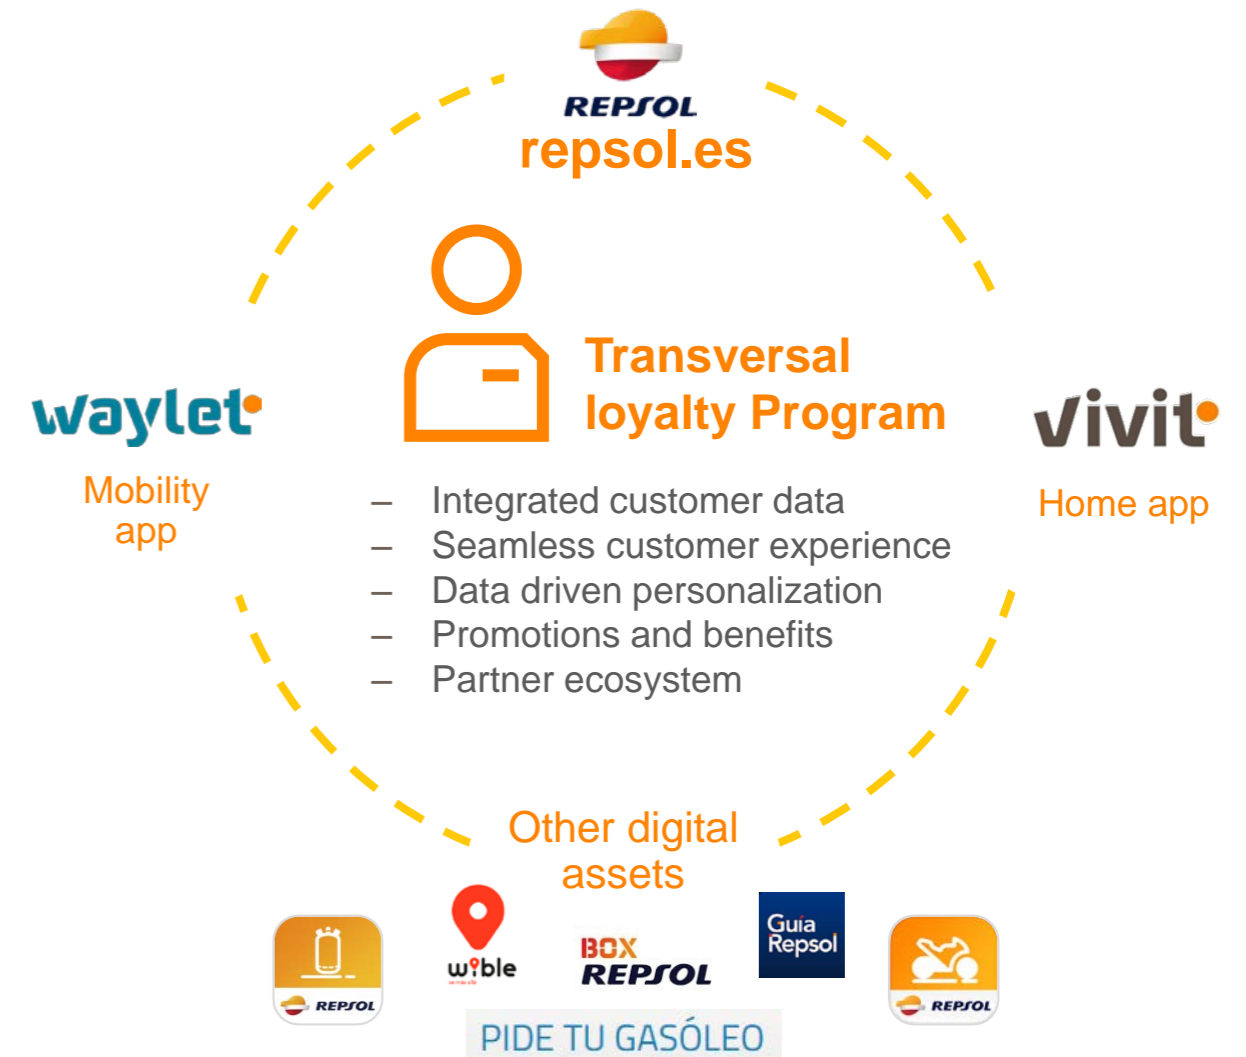 REPSOL
repsol.es
Transversal
loyalty Program
waylet
Mobility
app
vivit
Home app
– Integrated customer data
– Seamless customer experience
– Data driven personalization
– Promotions and benefits
– Partner ecosystem
Other digital
assets
REPSOL
wible
BOX
REPSOL
Guía
Repsol
REPSOL
PIDE TU GASÓLEO